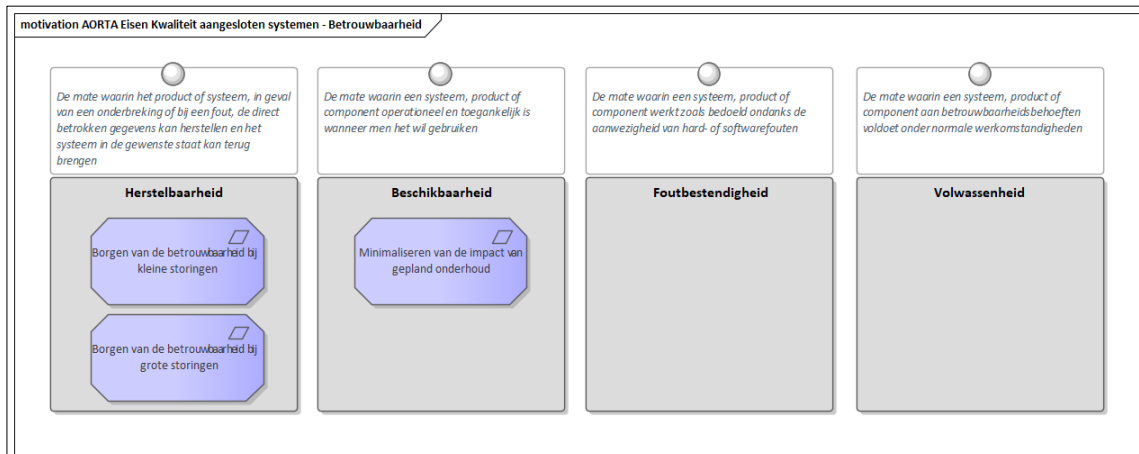 motivation AORTA Eisen Kwaliteit aangesloten systemen - Betrouwbaarheid
De mate waarin het product of systeem, in geval
van een onderbreking of bij een fout, de direct
betrokken gegevens kan herstellen en het
systeem in de gewenste staat kan terug
brengen
Herstelbaarheid
Borgen van de betrouwbaarheid bij
kleine storingen
Borgen van de betrouwbaarheid bij
grote storingen
De mate waarin een systeem, product of
component operationeel en toegankelijk is
wanneer men het wil gebruiken
Beschikbaarheid
Minimaliseren van de impact van
gepland onderhoud
De mate waarin een systeem, product of
component werkt zoals bedoeld ondanks de
aanwezigheid van hard- of softwarefouten
Foutbestendigheid
De mate waarin een systeem, product of
component aan betrouwbaarheidsbehoeften
voldoet onder normale werkomstandigheden
Volwassenheid